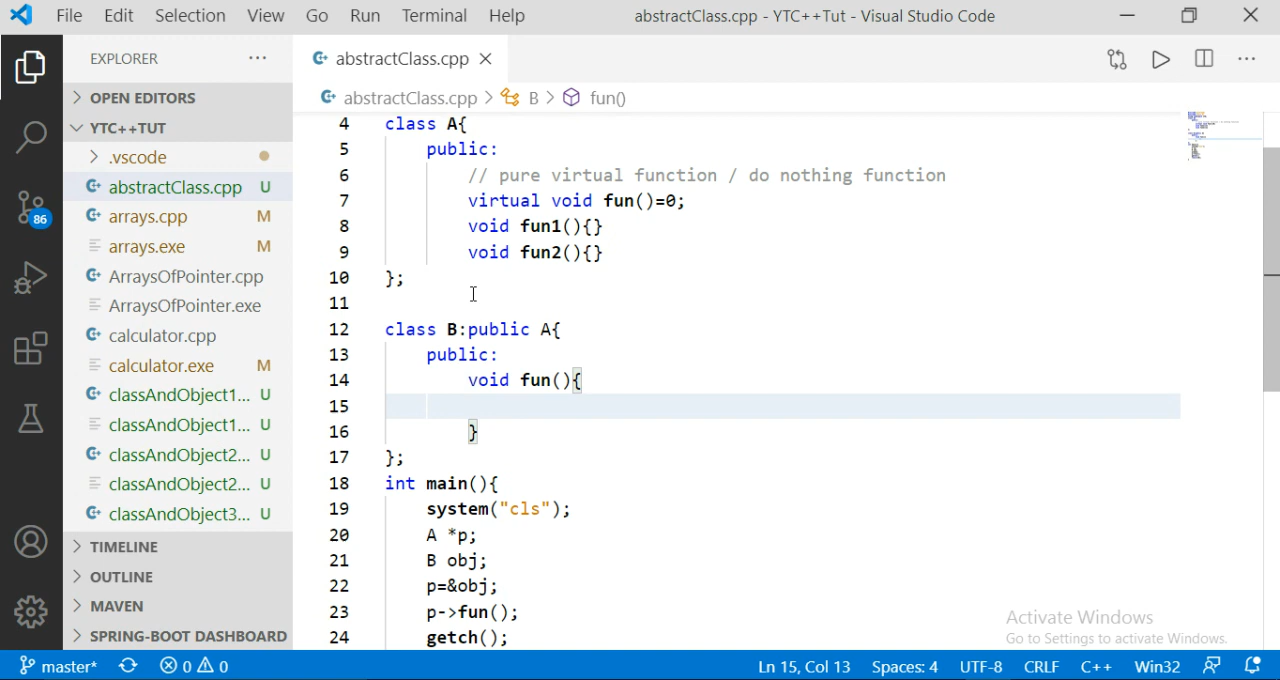 File Edit Selection View Go Run Terminal Help abstractClass.cpp - YTC++Tut - Visual Studio Code
EXPLORER
OPEN EDITORS
YTC++TUT
.vscode
abstractClass.cpp U
arrays.cpp M
arrays.exe M
ArraysOfPointer.cpp
ArraysOfPointer.exe
calculator.cpp
calculator.exe M
classAndObject1... U
classAndObject1... U
classAndObject2... U
classAndObject2... U
classAndObject3... U
TIMELINE
OUTLINE
MAVEN
SPRING-BOOT DASHBOARD
86
abstractClass.cpp
abstractClass.cpp > B > fun()
4 class A{
5 public:
6 // pure virtual function / do nothing function
7 virtual void fun()=0;
8 void fun1(){}
9 void fun2(){}
10 };
11
12 class B:public A{
13 public:
14 void fun(){
15
16 }
17 };
18 int main(){
19 system("cls");
20 A *p;
21 B obj;
22 p=&obj;
23 p->fun();
24 getch();
Activate Windows
Go to Settings to activate Windows.
master* 0 0 Ln 15, Col 13 Spaces: 4 UTF-8 CRLF C++ Win32